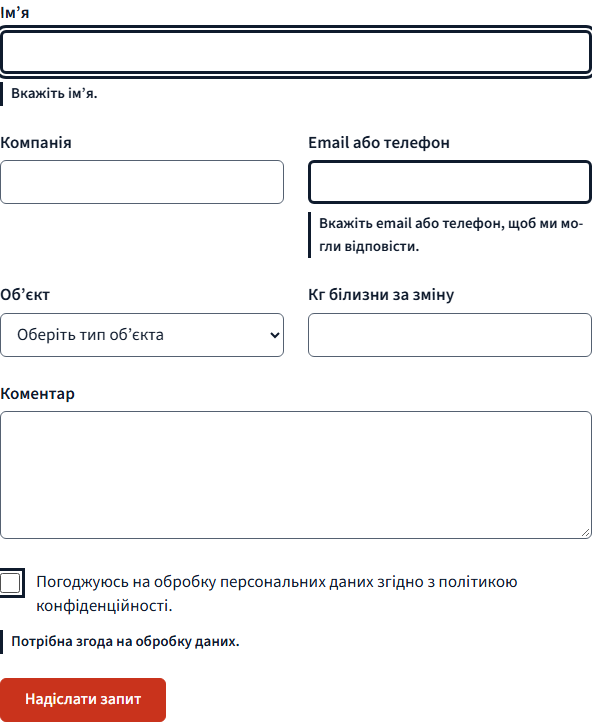 Ім’я
Вкажіть ім’я.
Компанія
Email або телефон
Вкажіть email або телефон, щоб ми мо-
гли відповісти.
Об’єкт
Кг білизни за зміну
Оберіть тип об’єкта
Коментар
Погоджуюсь на обробку персональних даних згідно з політикою
конфіденційності.
Потрібна згода на обробку даних.
Надіслати запит